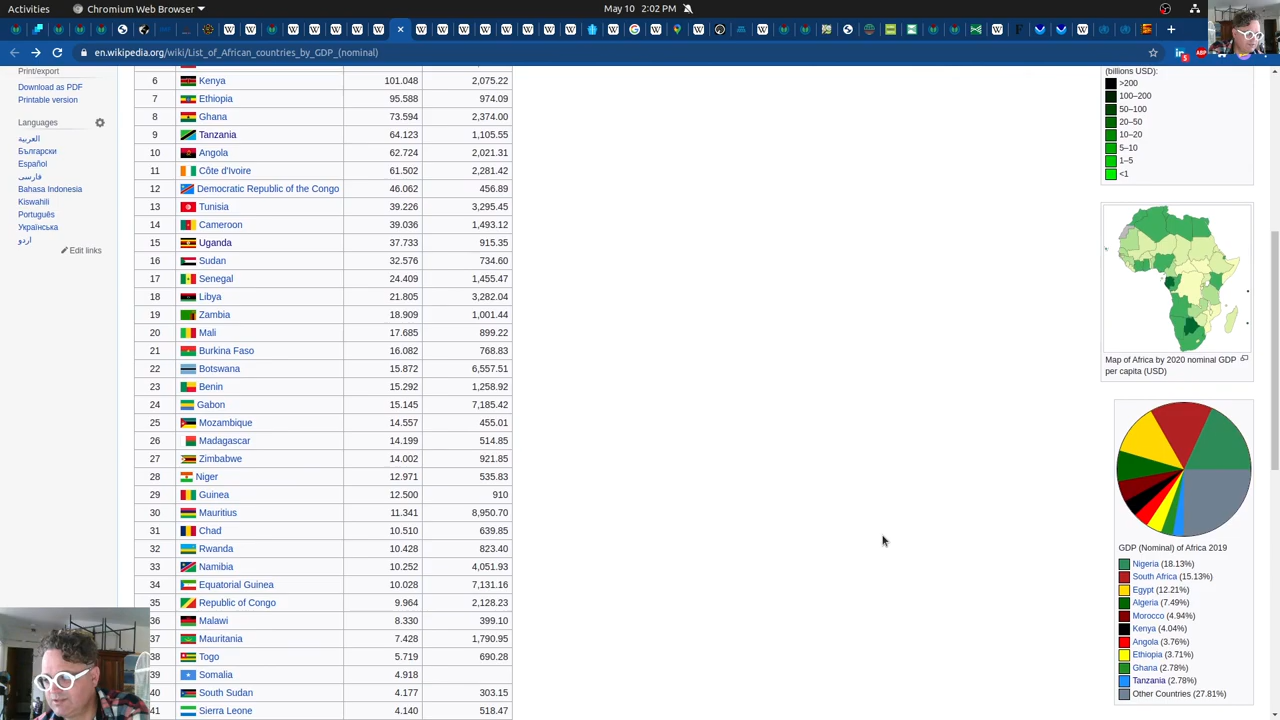 Activities
Chromium Web Browser
May 10 2:02 PM
en.wikipedia.org/wiki/List_of_African_countries_by_GDP_(nominal)
Print/export
Download as PDF
Printable version
Languages
العربية
Български
Español
فارسی
Bahasa Indonesia
Kiswahili
Português
Українська
اردو
Edit links
6 Kenya 101.048 2,075.22
7 Ethiopia 95.588 974.09
8 Ghana 73.594 2,374.00
9 Tanzania 64.123 1,105.55
10 Angola 62.724 2,021.31
11 Côte d'Ivoire 61.502 2,281.42
12 Democratic Republic of the Congo 46.062 456.89
13 Tunisia 39.226 3,295.45
14 Cameroon 39.036 1,493.12
15 Uganda 37.733 915.35
16 Sudan 32.576 734.60
17 Senegal 24.409 1,455.47
18 Libya 21.805 3,282.04
19 Zambia 18.909 1,001.44
20 Mali 17.685 899.22
21 Burkina Faso 16.082 768.83
22 Botswana 15.872 6,557.51
23 Benin 15.292 1,258.92
24 Gabon 15.145 7,185.42
25 Mozambique 14.557 455.01
26 Madagascar 14.199 514.85
27 Zimbabwe 14.002 921.85
28 Niger 12.971 535.83
29 Guinea 12.500 910
30 Mauritius 11.341 8,950.70
31 Chad 10.510 639.85
32 Rwanda 10.428 823.40
33 Namibia 10.252 4,051.93
34 Equatorial Guinea 10.028 7,131.16
35 Republic of Congo 9.964 2,128.23
36 Malawi 8.330 399.10
37 Mauritania 7.428 1,790.95
38 Togo 5.719 690.28
39 Somalia 4.918
40 South Sudan 4.177 303.15
41 Sierra Leone 4.140 518.47
(billions USD):
>200
100–200
50–100
20–50
10–20
5–10
1–5
<1
Map of Africa by 2020 nominal GDP
per capita (USD)
GDP (Nominal) of Africa 2019
Nigeria (18.13%)
South Africa (15.13%)
Egypt (12.21%)
Algeria (7.49%)
Morocco (4.94%)
Kenya (4.04%)
Angola (3.76%)
Ethiopia (3.71%)
Ghana (2.78%)
Tanzania (2.78%)
Other Countries (27.81%)